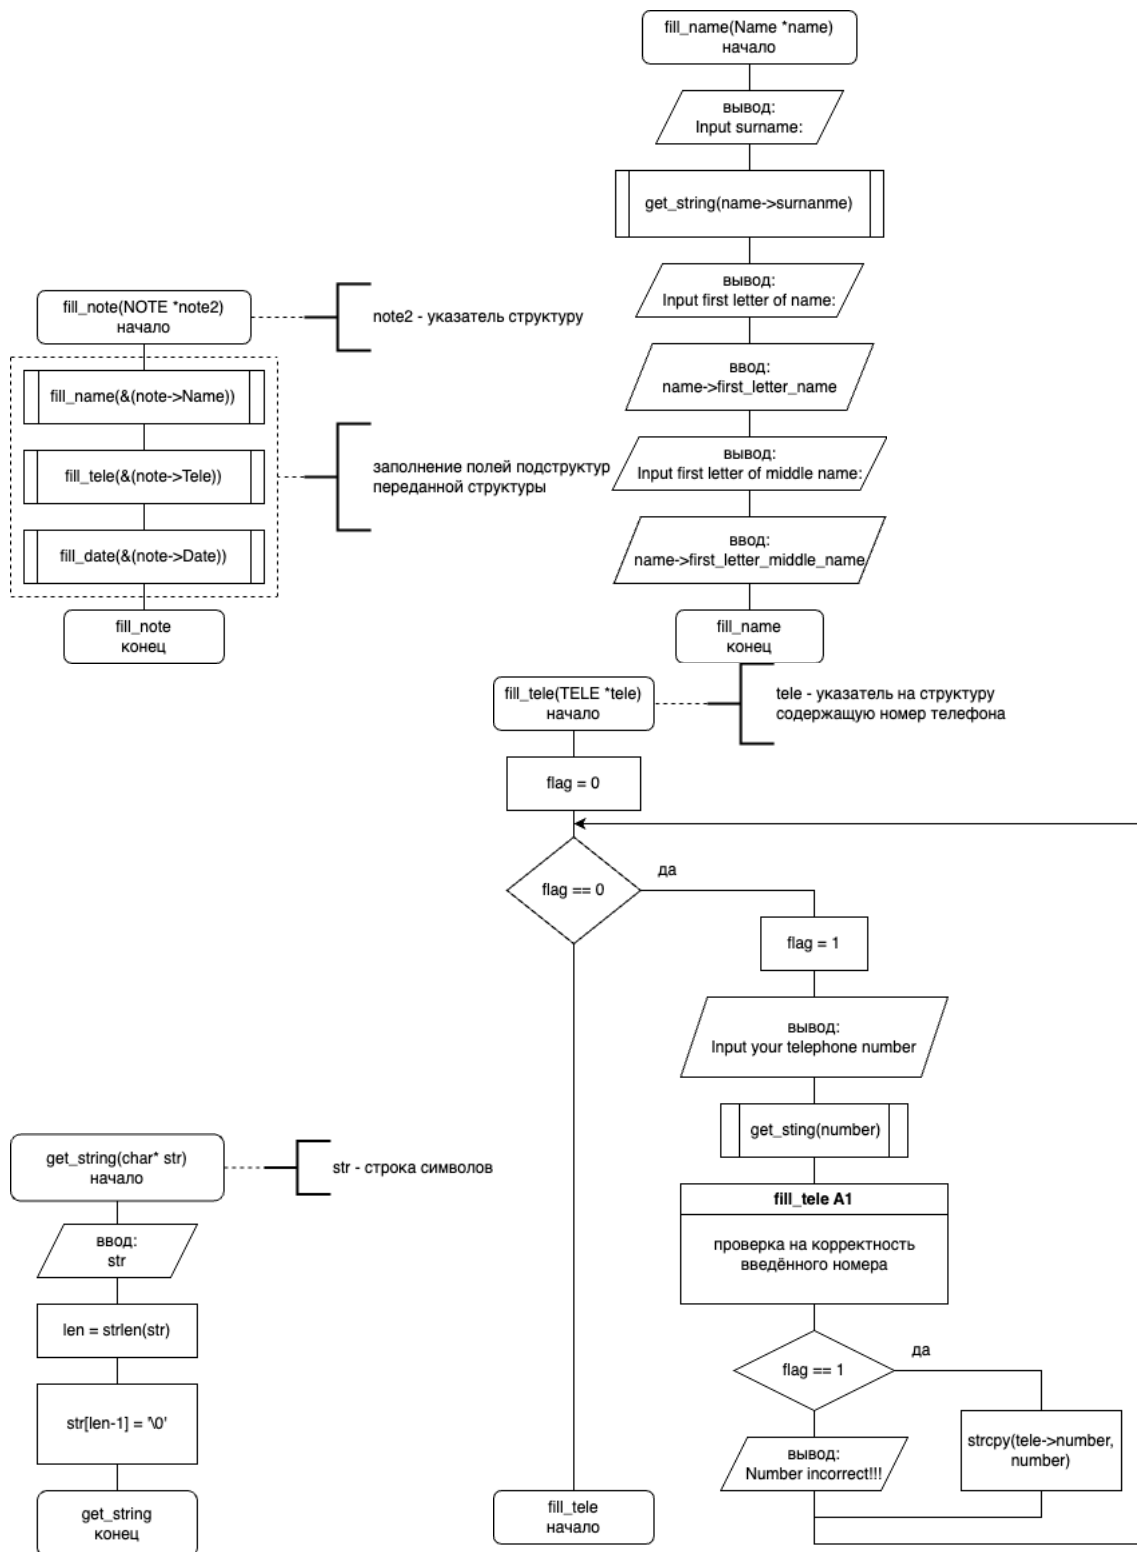 fill_name(Name *name)
начало
вывод:
Input surname:
get_string(name->surnanme)
вывод:
Input first letter of name:
ввод:
name->first_letter_name
вывод:
Input first letter of middle name:
ввод:
name->first_letter_middle_name
fill_name
конец
fill_note(NOTE *note2)
начало
note2 - указатель структуру
fill_name(&(note->Name))
fill_tele(&(note->Tele))
fill_date(&(note->Date))
заполнение полей подструктур
переданной структуры
fill_note
конец
fill_tele(TELE *tele)
начало
tele - указатель на структуру
содержащую номер телефона
flag = 0
flag == 0
да
flag = 1
вывод:
Input your telephone number
get_sting(number)
fill_tele A1
проверка на корректность
введённого номера
flag == 1
да
вывод:
Number incorrect!!!
strcpy(tele->number,
number)
fill_tele
начало
get_string(char* str)
начало
str - строка символов
ввод:
str
len = strlen(str)
str[len-1] = '\0'
get_string
конец